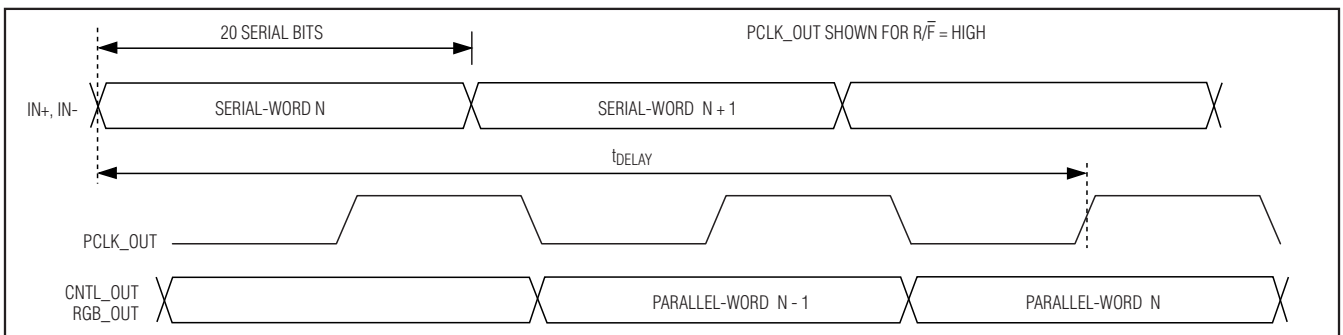 20 SERIAL BITS
PCLK_OUT SHOWN FOR R/F̅ = HIGH
IN+, IN-
SERIAL-WORD N
SERIAL-WORD N + 1
tDELAY
PCLK_OUT
CNTL_OUT
RGB_OUT
PARALLEL-WORD N - 1
PARALLEL-WORD N